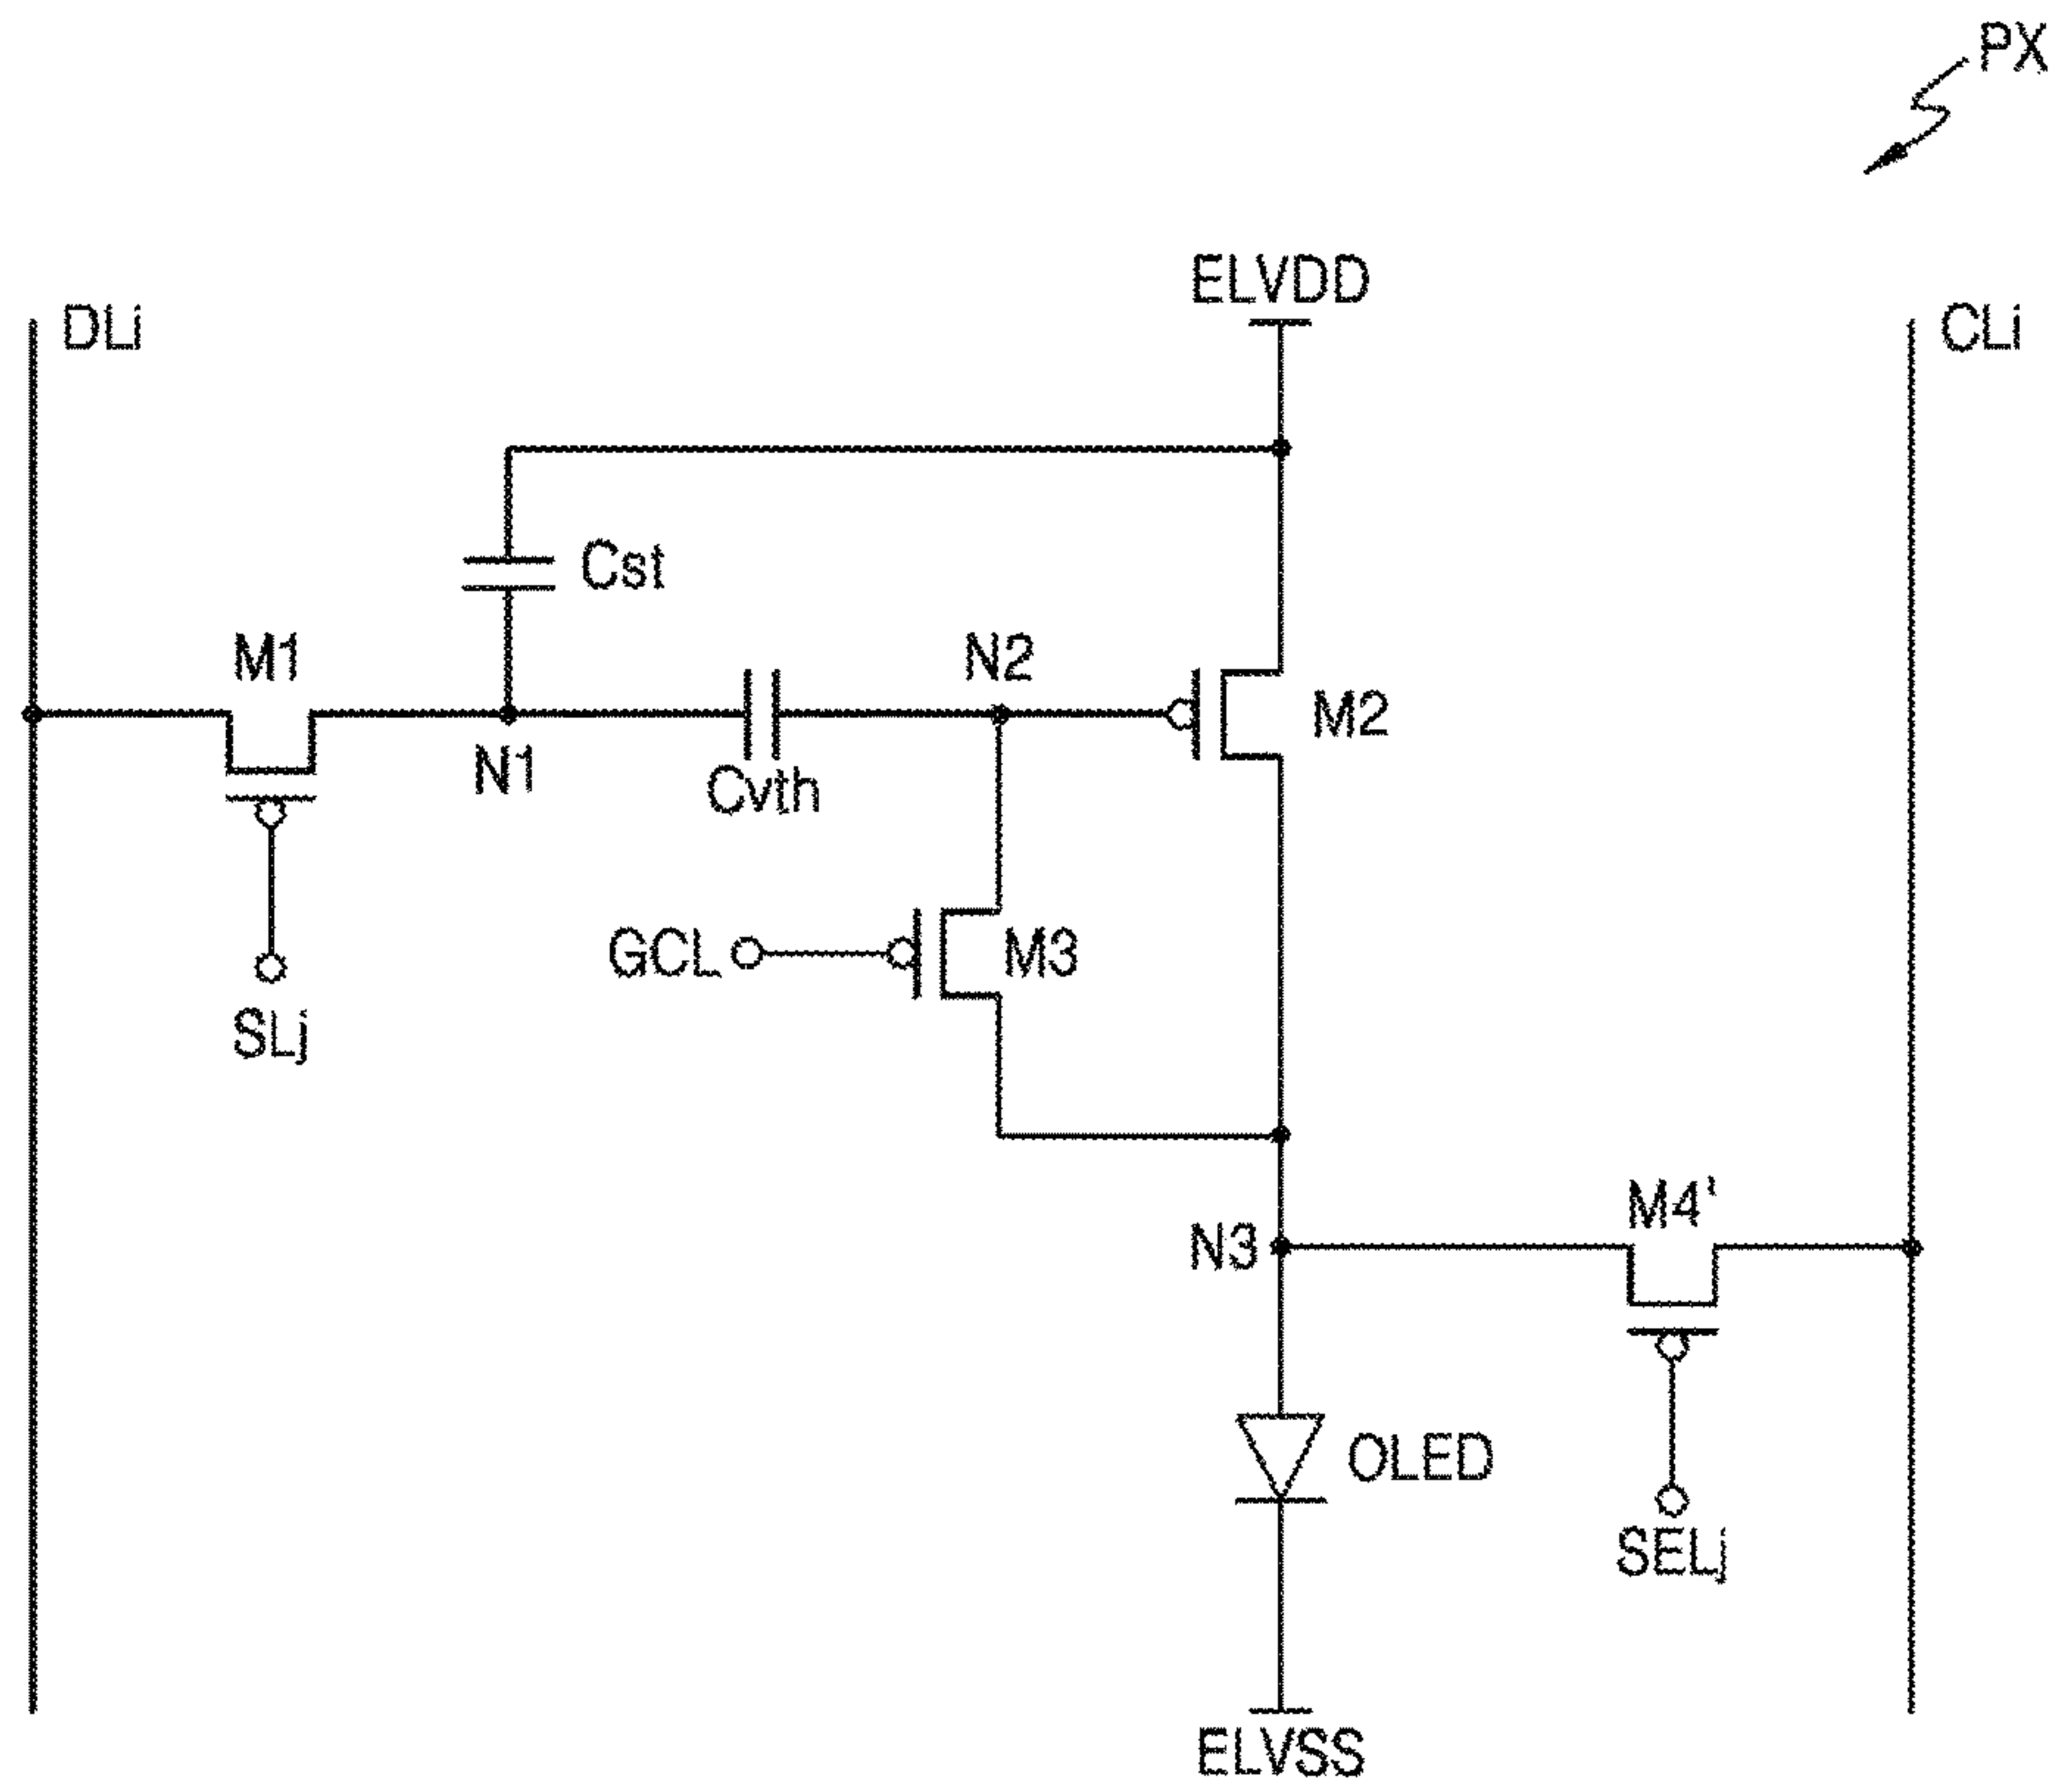 PX
ELVDD
DLi
CLi
Cst
M1
N2
M2
N1
Cvth
GCL
M3
SLj
M4'
N3
OLED
SELj
ELVSS